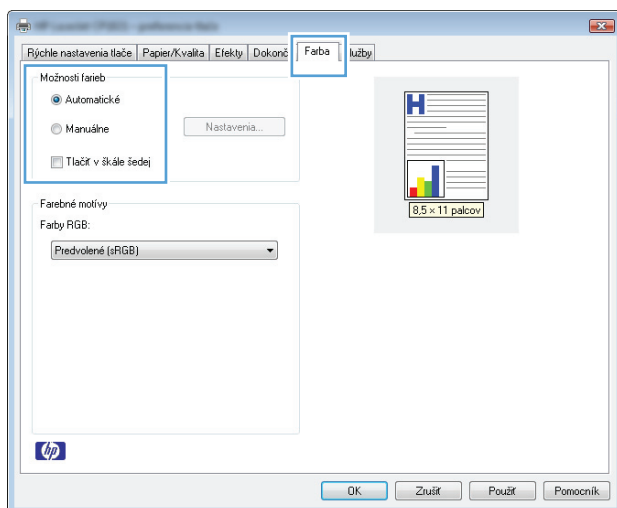 Rýchle nastavenia tlače Papier/Kvalita Efekty Dokonč Farba lužby
Možnosti farieb
Automatické
Manuálne
Nastavenia...
Tlačiť v škále šedej
Farebné motívy
Farby RGB:
Predvolené (sRGB)
H
8,5 × 11 palcov
hp
OK Zrušiť Použiť Pomocník